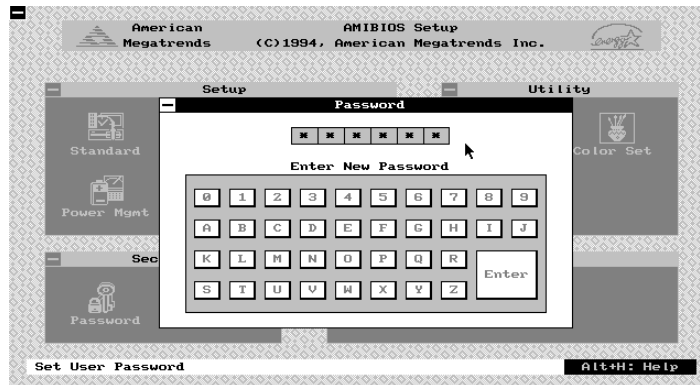 American
Megatrends
AMIBIOS Setup
(C)1994, American Megatrends Inc.
energy
Setup
Utility
Password
Standard
Color Set
* * * * * *
Enter New Password
Power Mgmt
0 1 2 3 4 5 6 7 8 9
A B C D E F G H I J
Sec
K L M N O P Q R
Enter
S T U V W X Y Z
Password
Set User Password
Alt+H: Help